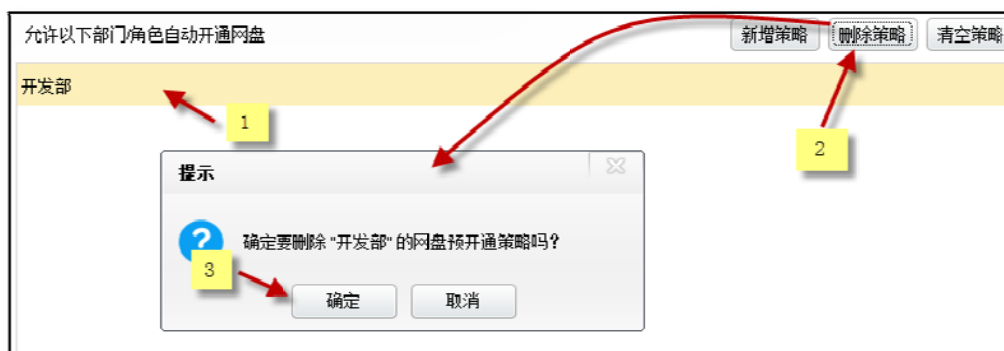 允许以下部门/角色自动开通网盘 新增策略 删除策略 清空策略
开发部
1
2
提示
确定要删除 "开发部" 的网盘预开通策略吗?
3
确定 取消